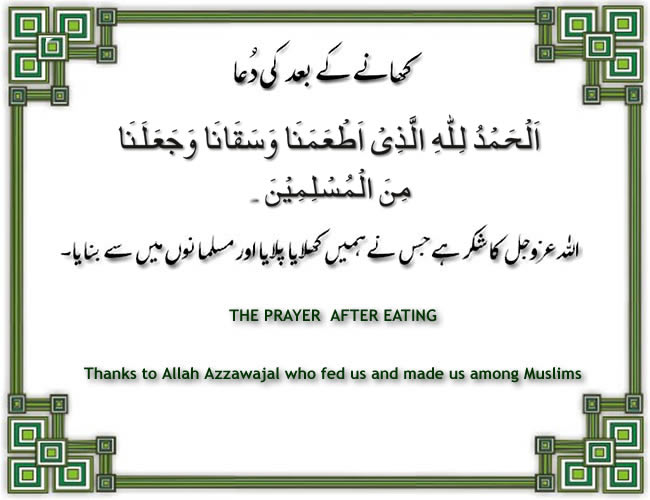 کھانے کے بعد کی دُعا
اَلْحَمْدُ لِلّٰهِ الَّذِیْ اَطْعَمَنَا وَسَقَانَا وَجَعَلَنَا
مِنَ الْمُسْلِمِیْنَ۔
اللہ عزوجل کا شکر ہے جس نے ہمیں کھلایا پلایا اور مسلمانوں میں سے بنایا۔
THE PRAYER AFTER EATING
Thanks to Allah Azzawajal who fed us and made us among Muslims